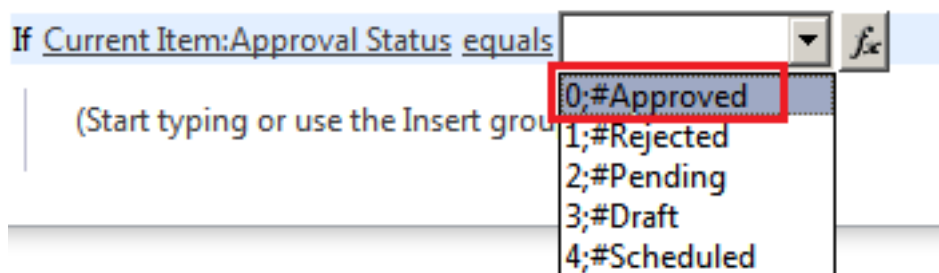 If Current Item:Approval Status equals
fx
0;#Approved
(Start typing or use the Insert grou
1;#Rejected
2;#Pending
3;#Draft
4;#Scheduled